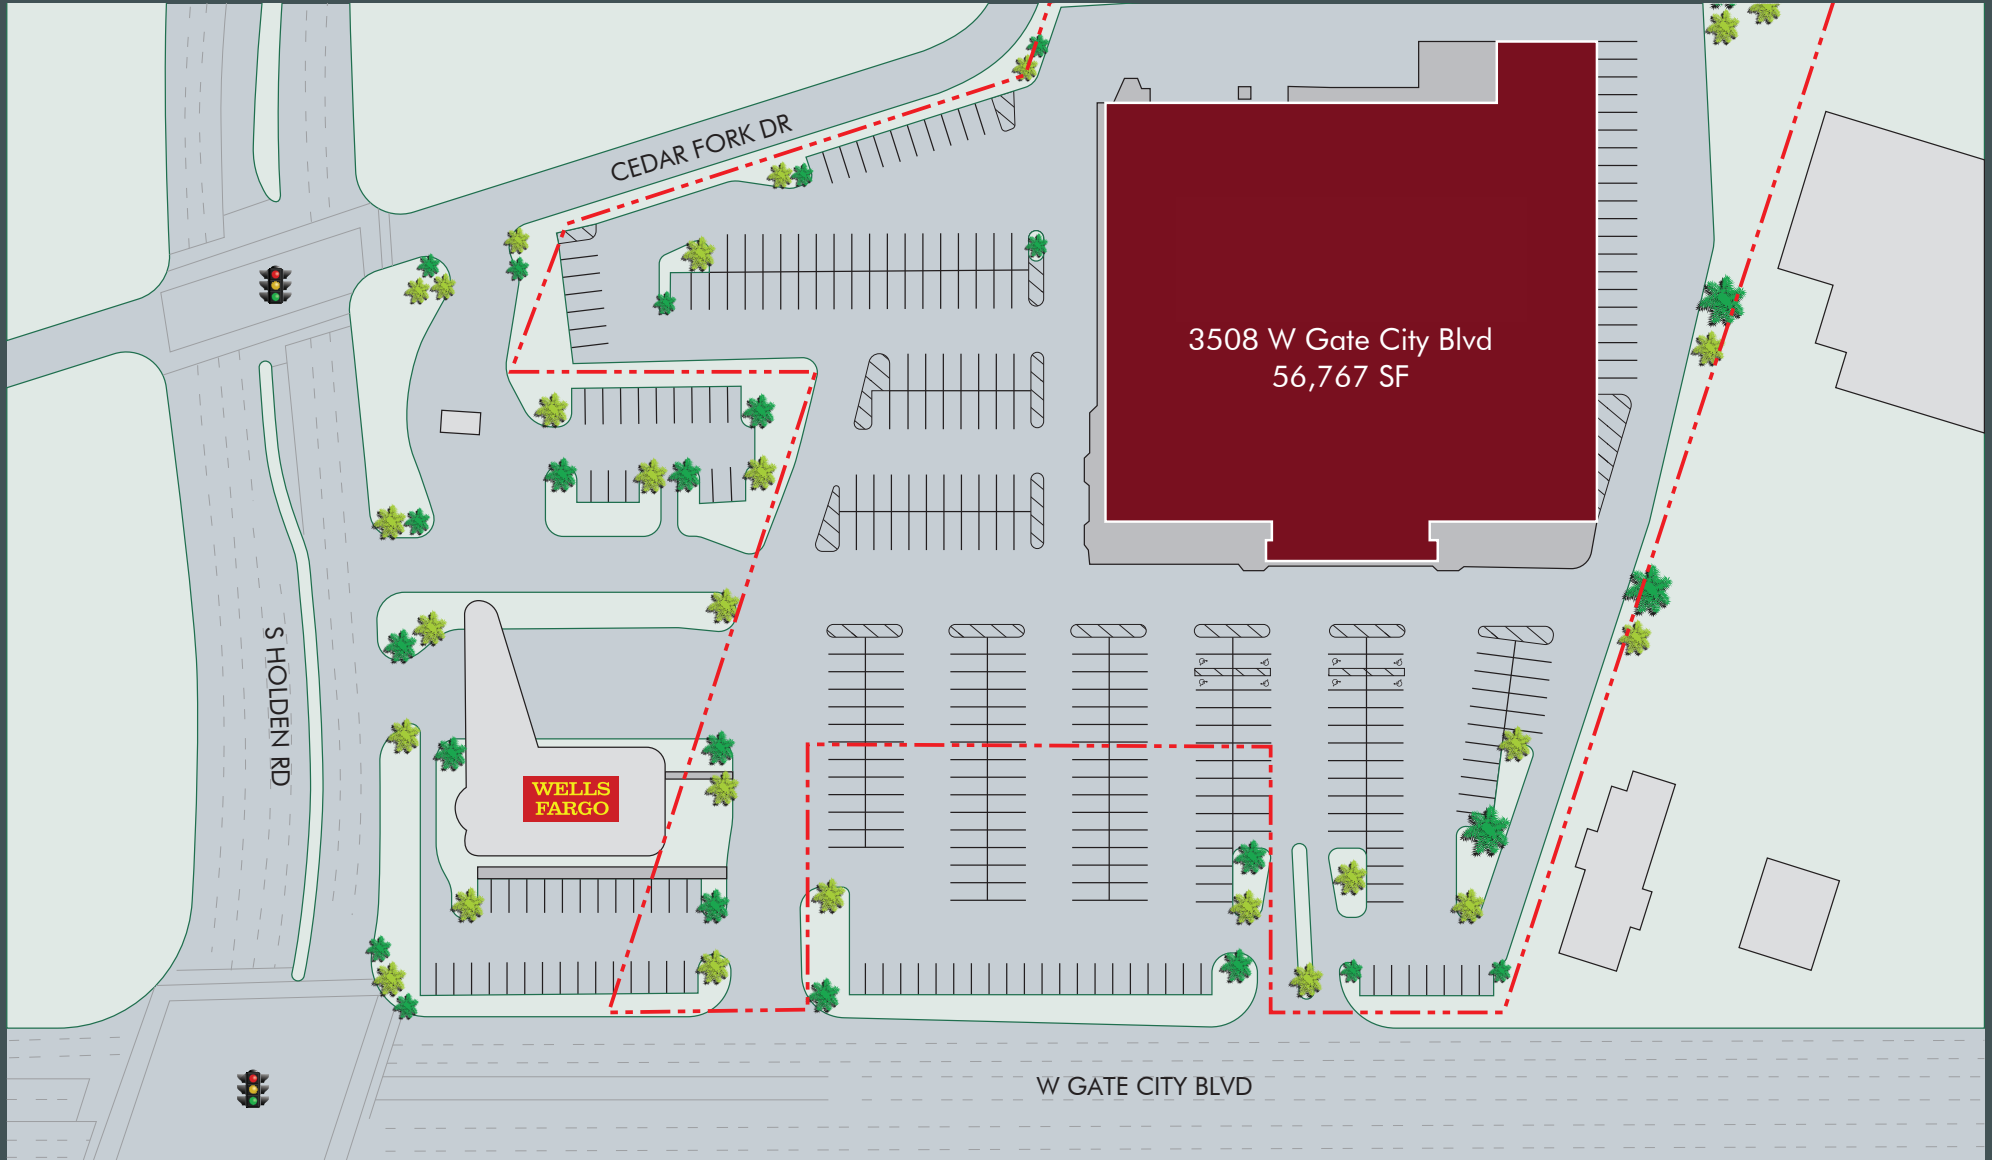 CEDAR FORK DR
3508 W Gate City Blvd
56,767 SF
S HOLDEN RD
WELLS
FARGO
W GATE CITY BLVD